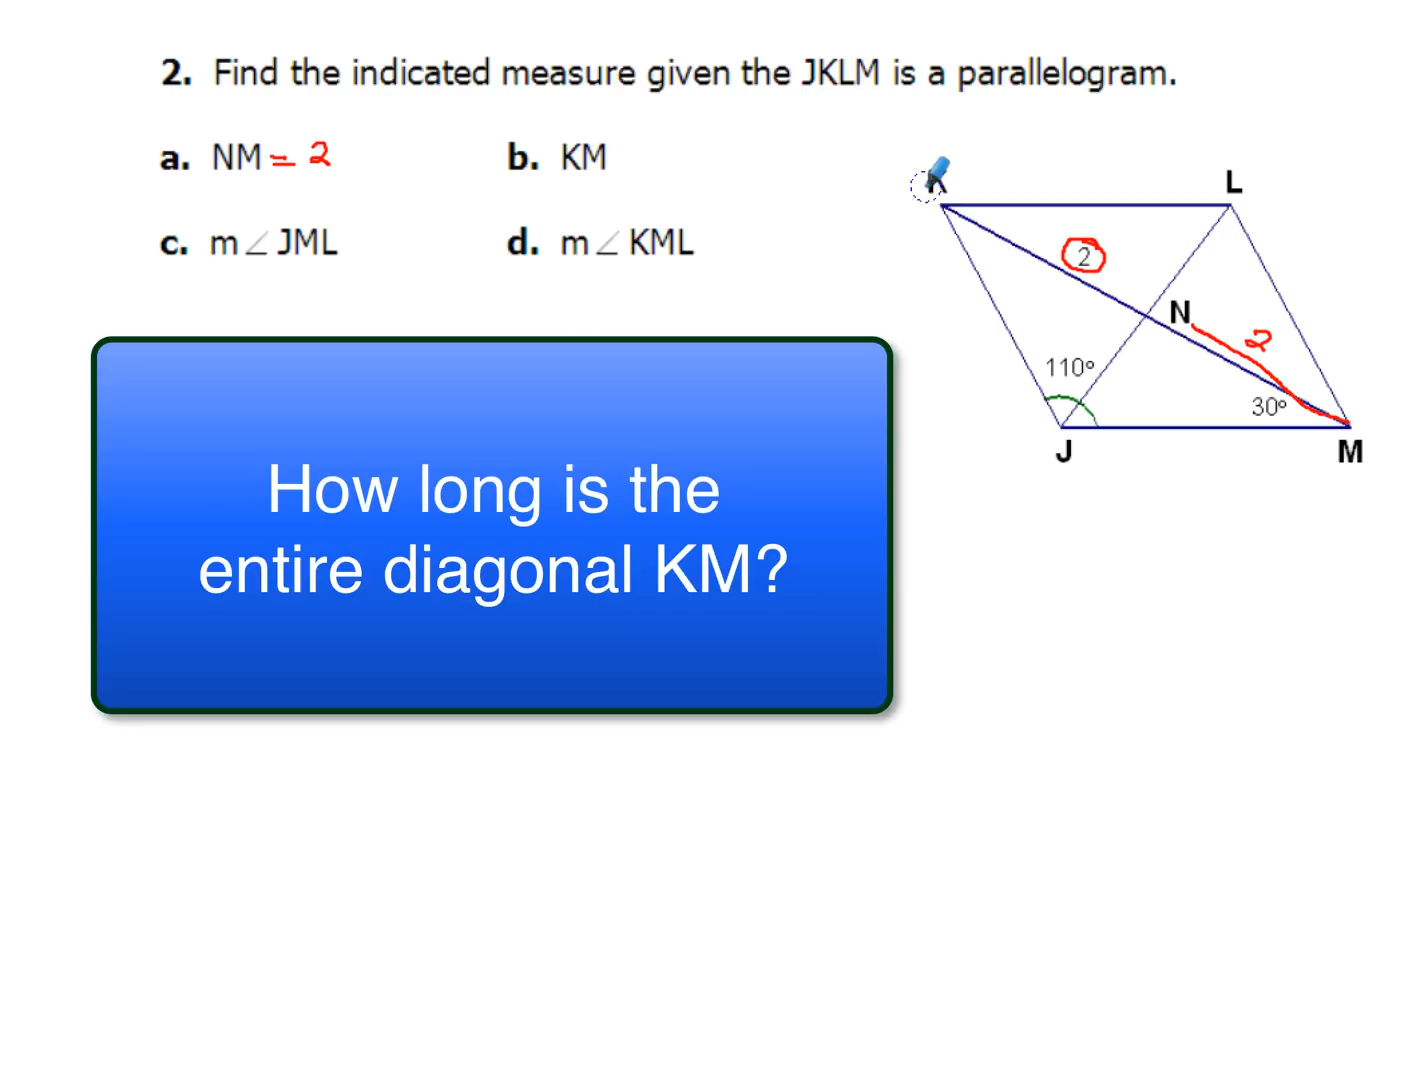 2. Find the indicated measure given the JKLM is a parallelogram.
a. NM = 2
b. KM
c. m∠JML
d. m∠KML
K
L
2
N
2
110°
30°
J
M
How long is the
entire diagonal KM?